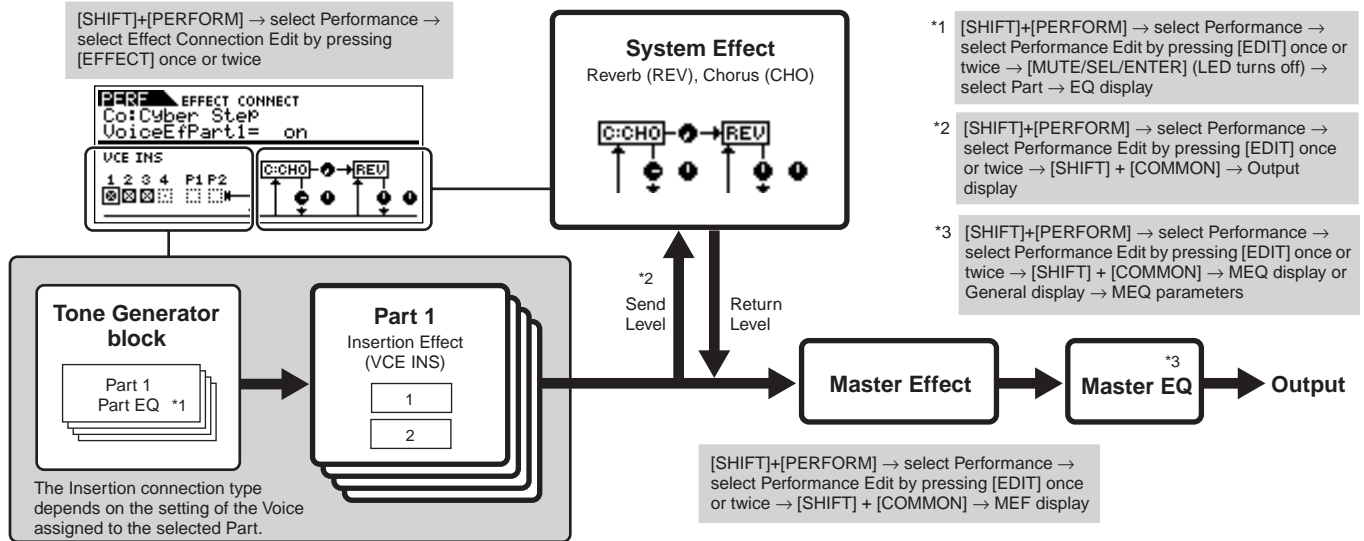 [SHIFT]+[PERFORM] → select Performance →
select Effect Connection Edit by pressing
[EFFECT] once or twice
PERF EFFECT CONNECT
Co:Cyber Step
VoiceEfPart1= on
VCE INS
1 2 3 4 P1 P2
C:CHO REV
System Effect
Reverb (REV), Chorus (CHO)
C:CHO REV
*1 [SHIFT]+[PERFORM] → select Performance →
select Performance Edit by pressing [EDIT] once or
twice → [MUTE/SEL/ENTER] (LED turns off) →
select Part → EQ display
*2 [SHIFT]+[PERFORM] → select Performance →
select Performance Edit by pressing [EDIT] once
or twice → [SHIFT] + [COMMON] → Output
display
*3 [SHIFT]+[PERFORM] → select Performance →
select Performance Edit by pressing [EDIT] once or
twice → [SHIFT] + [COMMON] → MEQ display or
General display → MEQ parameters
Tone Generator
block
Part 1
Part EQ *1
The Insertion connection type
depends on the setting of the Voice
assigned to the selected Part.
Part 1
Insertion Effect
(VCE INS)
1
2
*2
Send
Level
Return
Level
Master Effect
*3
Master EQ
Output
[SHIFT]+[PERFORM] → select Performance →
select Performance Edit by pressing [EDIT] once
or twice → [SHIFT] + [COMMON] → MEF display